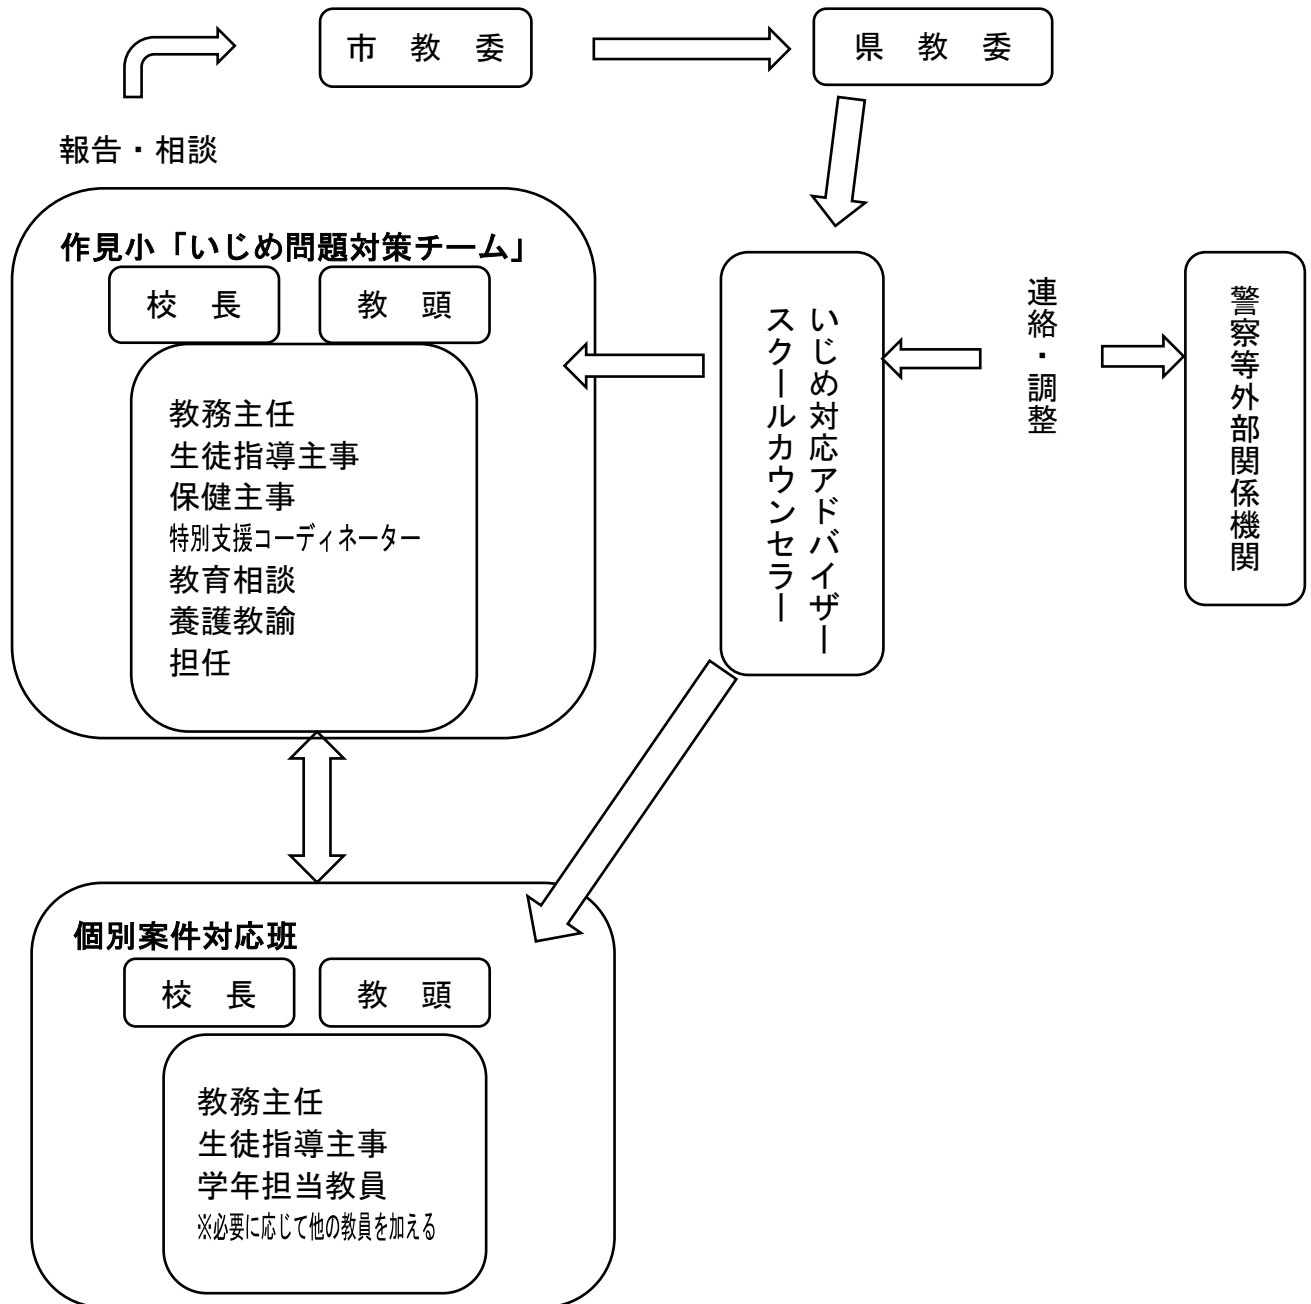 市　教　委
県　教　委
報告・相談
作見小「いじめ問題対策チーム」
校　長
教　頭
教務主任
生徒指導主事
保健主事
特別支援コーディネーター
教育相談
養護教諭
担任
いじめ対応アドバイザー
スクールカウンセラー
連絡・調整
警察等外部関係機関
個別案件対応班
校　長
教　頭
教務主任
生徒指導主事
学年担当教員
※必要に応じて他の教員を加える